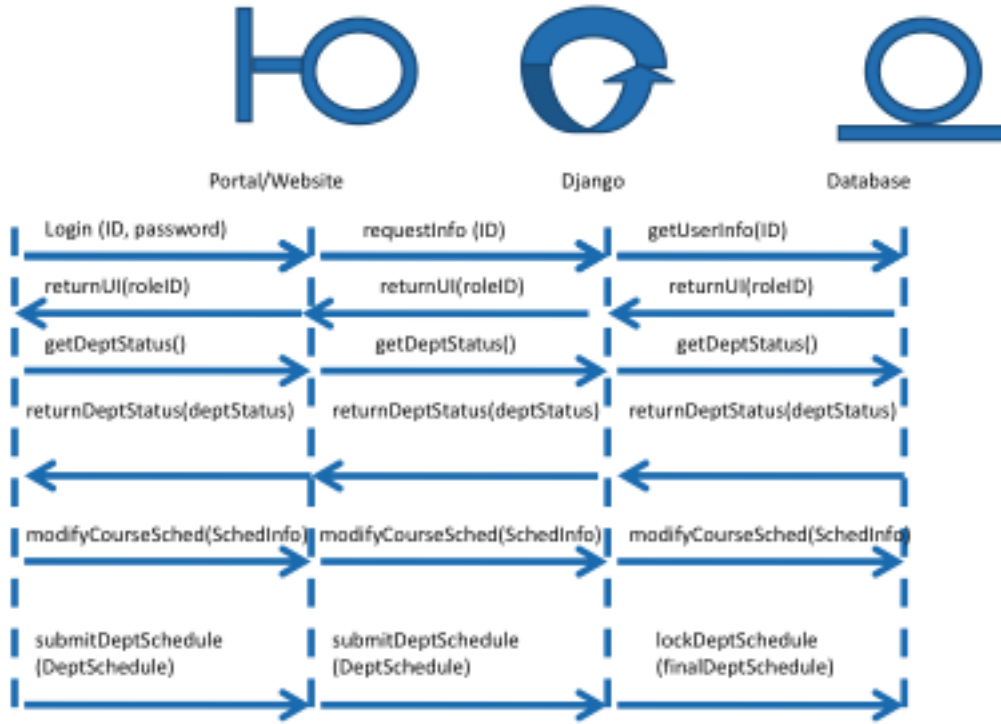 Portal/Website Django Database
Login (ID, password) requestInfo (ID) getUserInfo(ID)
returnUI(roleID) returnUI(roleID) returnUI(roleID)
getDeptStatus() getDeptStatus() getDeptStatus()
returnDeptStatus(deptStatus) returnDeptStatus(deptStatus) returnDeptStatus(deptStatus)
modifyCourseSched(SchedInfo) modifyCourseSched(SchedInfo) modifyCourseSched(SchedInfo)
submitDeptSchedule submitDeptSchedule lockDeptSchedule
(DeptSchedule) (DeptSchedule) (finalDeptSchedule)